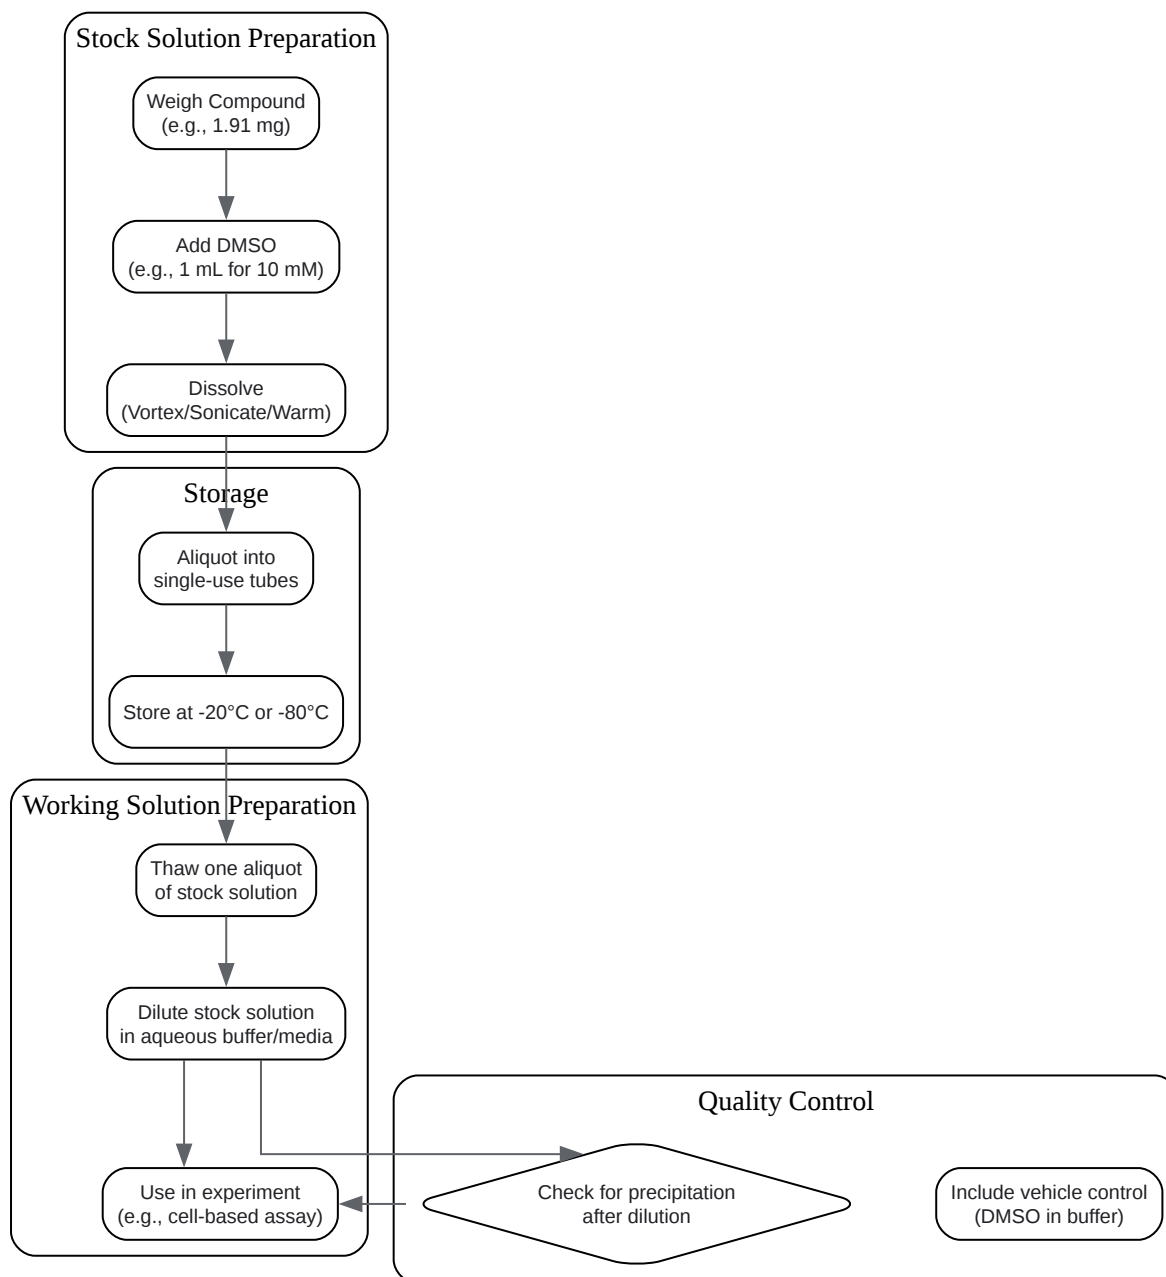 Stock Solution Preparation
Weigh Compound
(e.g., 1.91 mg)
Add DMSO
(e.g., 1 mL for 10 mM)
Dissolve
(Vortex/Sonicate/Warm)
Storage
Aliquot into
single-use tubes
Store at -20°C or -80°C
Working Solution Preparation
Thaw one aliquot
of stock solution
Dilute stock solution
in aqueous buffer/media
Use in experiment
(e.g., cell-based assay)
Quality Control
Check for precipitation
after dilution
Include vehicle control
(DMSO in buffer)